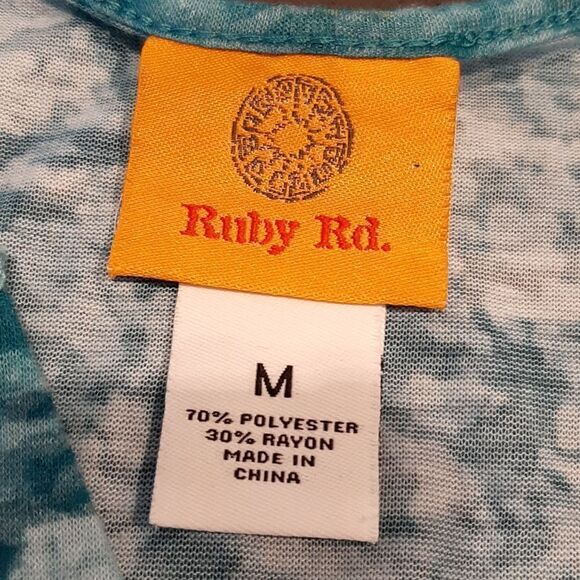 Ruby Rd.
M
70% POLYESTER
30% RAYON
MADE IN
CHINA